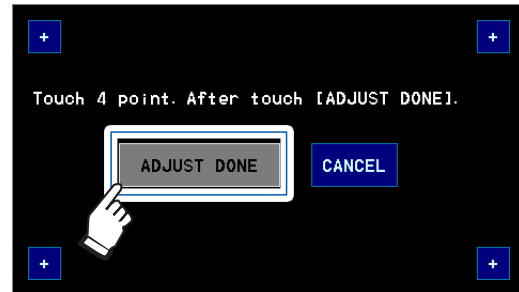 + +
Touch 4 point. After touch [ADJUST DONE].
ADJUST DONE CANCEL
+ +